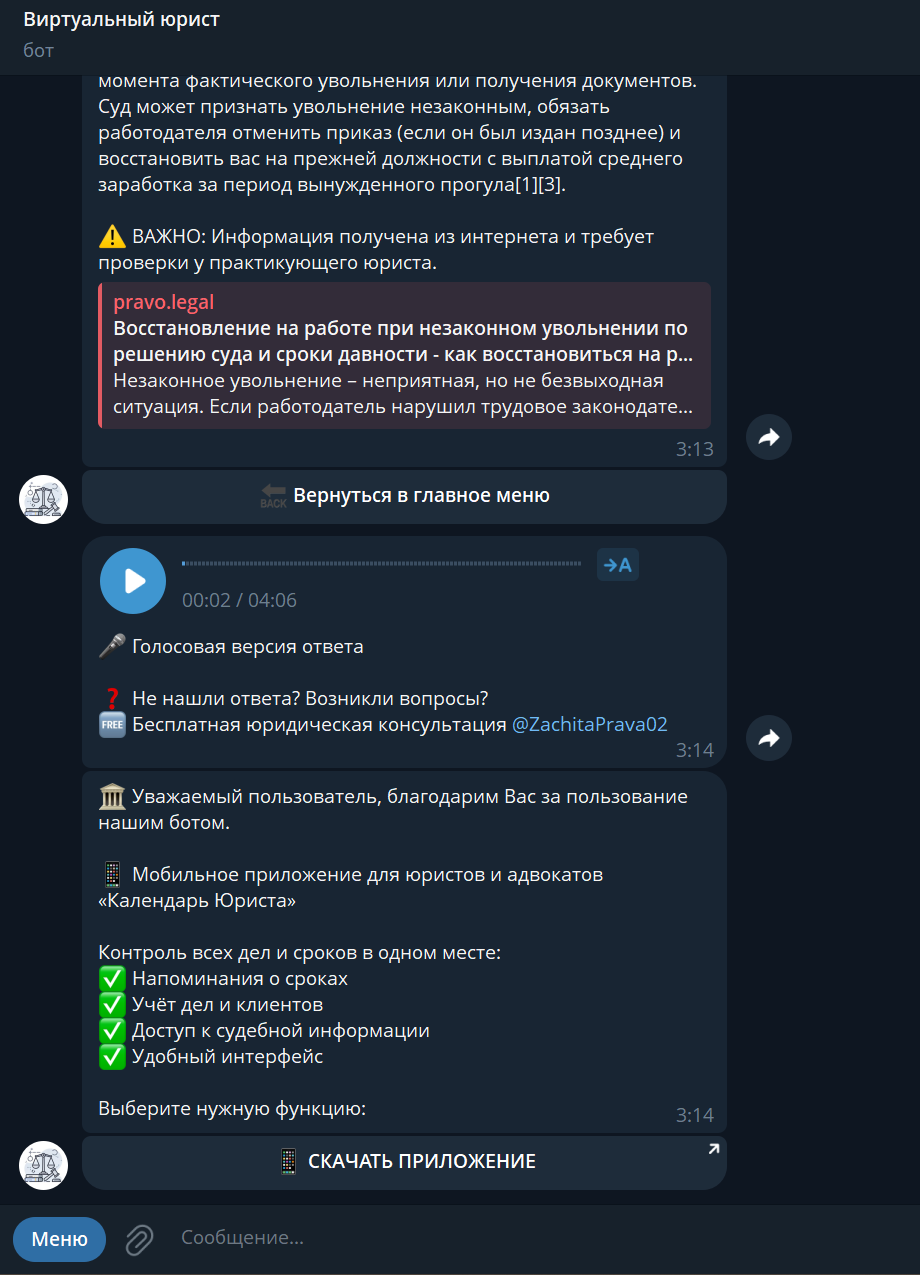 Виртуальный юрист
бот
момента фактического увольнения или получения документов.
Суд может признать увольнение незаконным, обязать
работодателя отменить приказ (если он был издан позднее) и
восстановить вас на прежней должности с выплатой среднего
заработка за период вынужденного прогула[1][3].
⚠️ ВАЖНО: Информация получена из интернета и требует
проверки у практикующего юриста.
pravo.legal
Восстановление на работе при незаконном увольнении по
решению суда и сроки давности - как восстановиться на р...
Незаконное увольнение – неприятная, но не безвыходная
ситуация. Если работодатель нарушил трудовое законодате...
3:13
BACK Вернуться в главное меню
→A
00:02 / 04:06
🎤 Голосовая версия ответа
❓ Не нашли ответа? Возникли вопросы?
FREE Бесплатная юридическая консультация @ZachitaPrava02
3:14
🏛 Уважаемый пользователь, благодарим Вас за пользование
нашим ботом.
📱 Мобильное приложение для юристов и адвокатов
«Календарь Юриста»
Контроль всех дел и сроков в одном месте:
✅ Напоминания о сроках
✅ Учёт дел и клиентов
✅ Доступ к судебной информации
✅ Удобный интерфейс
Выберите нужную функцию:
3:14
📱 СКАЧАТЬ ПРИЛОЖЕНИЕ
Меню
Сообщение...